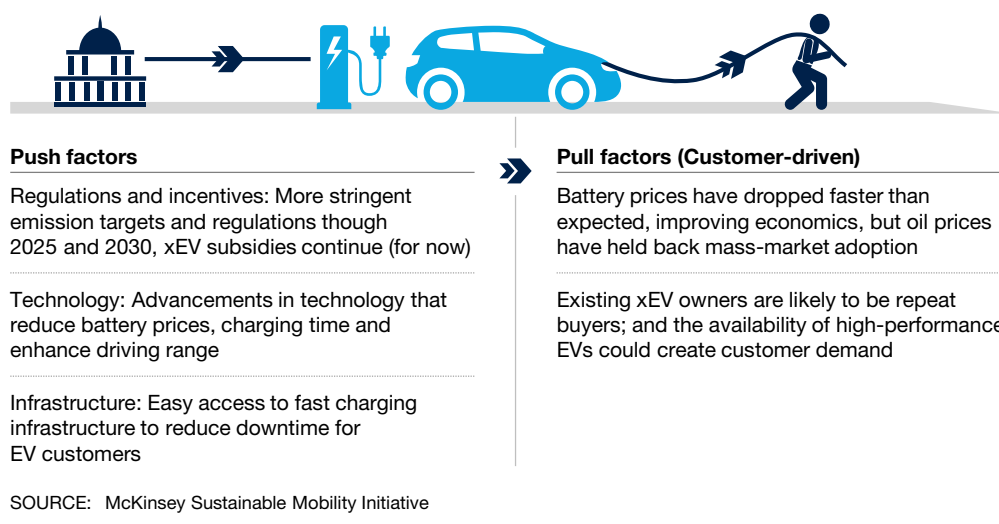 Push factors
Regulations and incentives: More stringent
emission targets and regulations though
2025 and 2030, xEV subsidies continue (for now)
Technology: Advancements in technology that
reduce battery prices, charging time and
enhance driving range
Infrastructure: Easy access to fast charging
infrastructure to reduce downtime for
EV customers
Pull factors (Customer-driven)
Battery prices have dropped faster than
expected, improving economics, but oil prices
have held back mass-market adoption
Existing xEV owners are likely to be repeat
buyers; and the availability of high-performance
EVs could create customer demand
SOURCE: McKinsey Sustainable Mobility Initiative